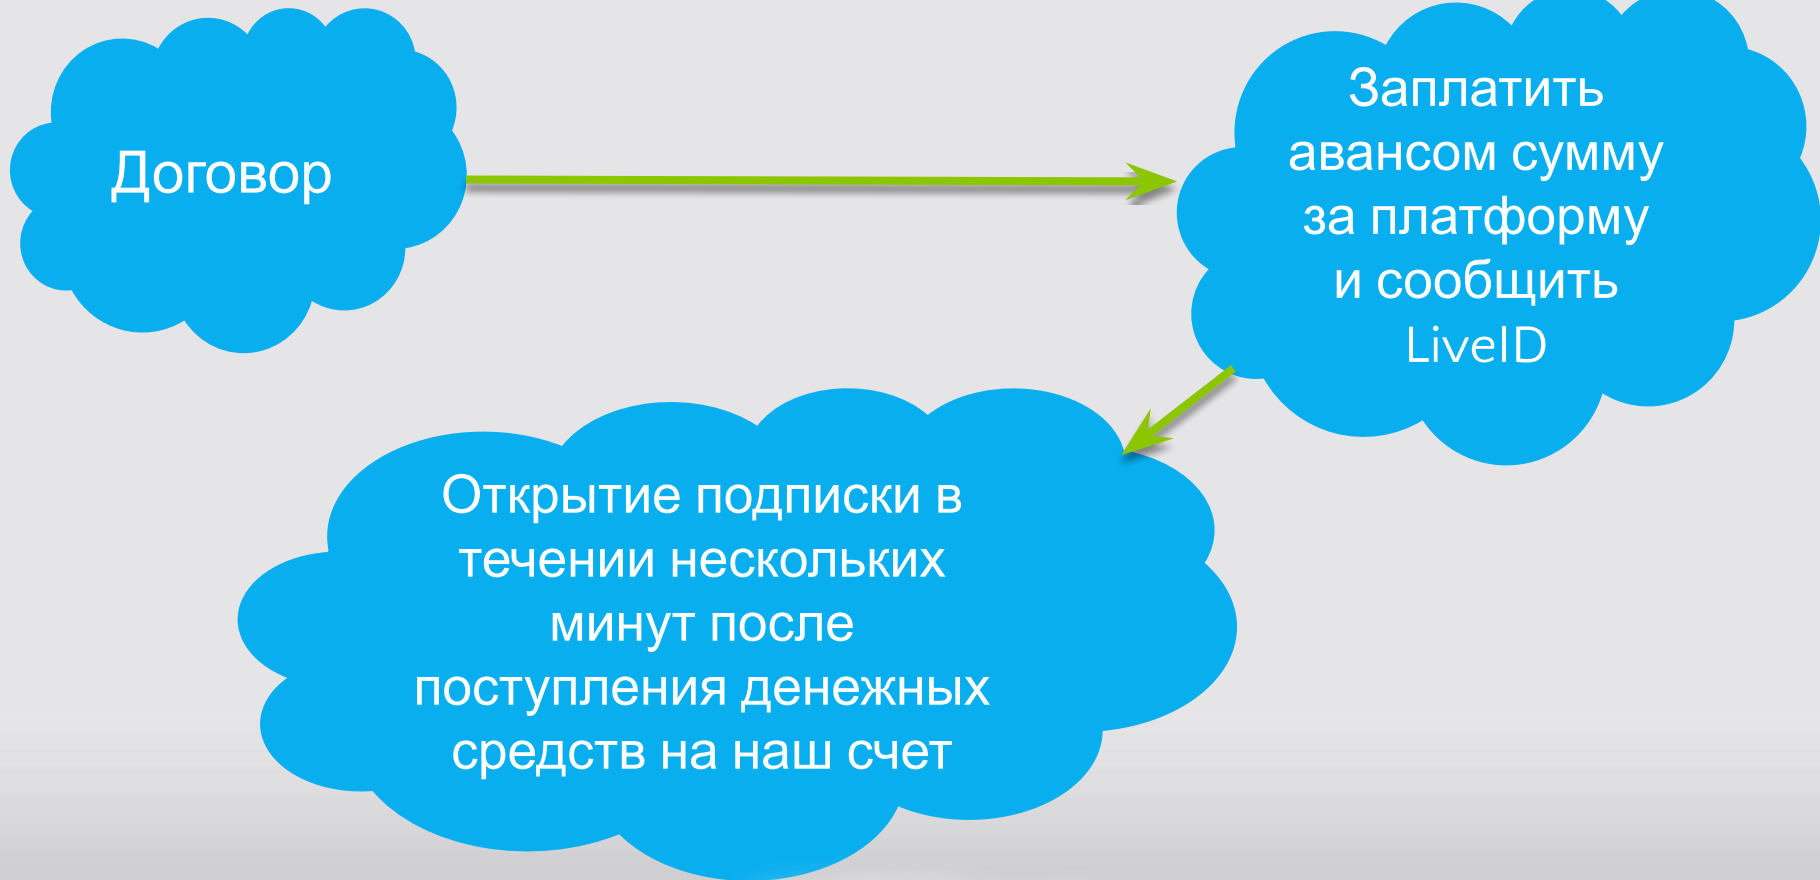 Договор
Заплатить
авансом сумму
за платформу
и сообщить
LiveID
Открытие подписки в
течении нескольких
минут после
поступления денежных
средств на наш счет